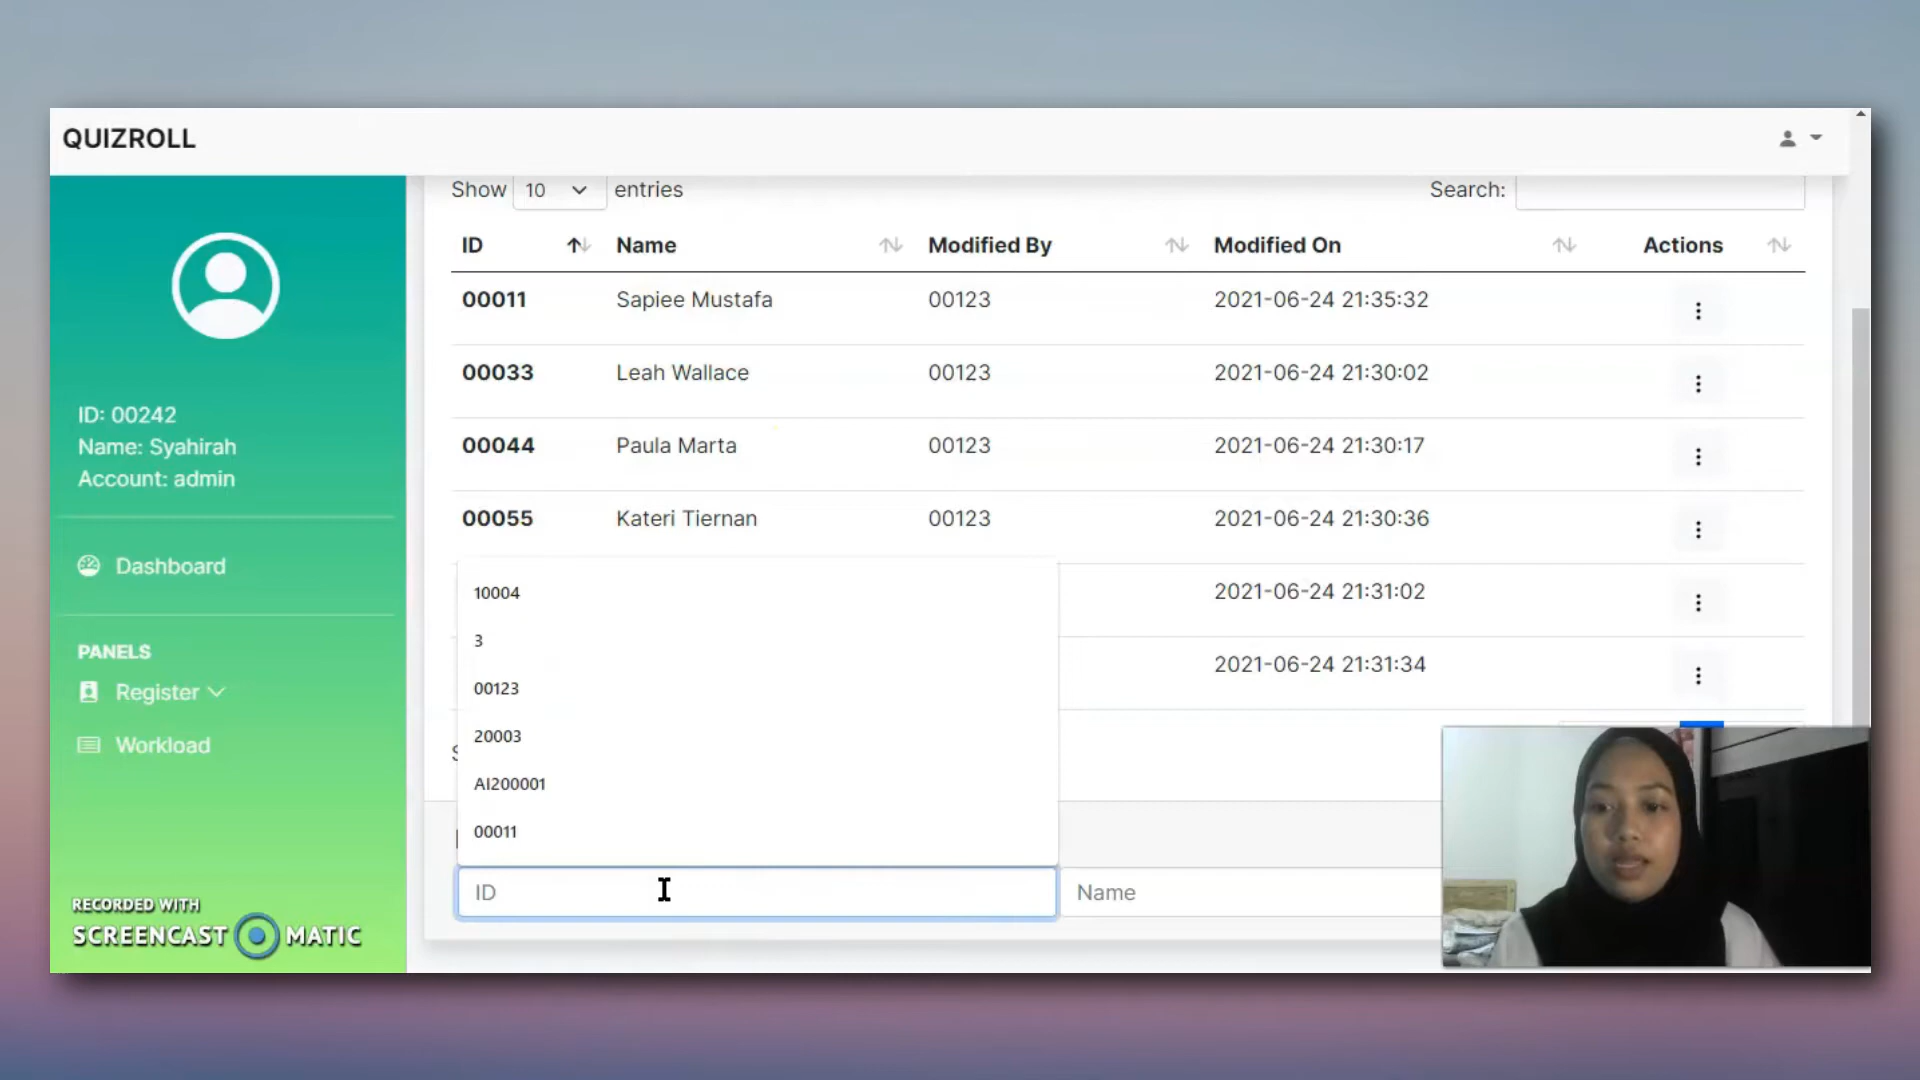 QUIZROLL
Show 10 entries
Search:
ID Name Modified By Modified On Actions
00011 Sapiee Mustafa 00123 2021-06-24 21:35:32
00033 Leah Wallace 00123 2021-06-24 21:30:02
00044 Paula Marta 00123 2021-06-24 21:30:17
00055 Kateri Tiernan 00123 2021-06-24 21:30:36
2021-06-24 21:31:02
2021-06-24 21:31:34
10004
3
00123
20003
AI200001
00011
ID
Name
ID: 00242
Name: Syahirah
Account: admin
Dashboard
PANELS
Register
Workload
RECORDED WITH
SCREENCAST MATIC